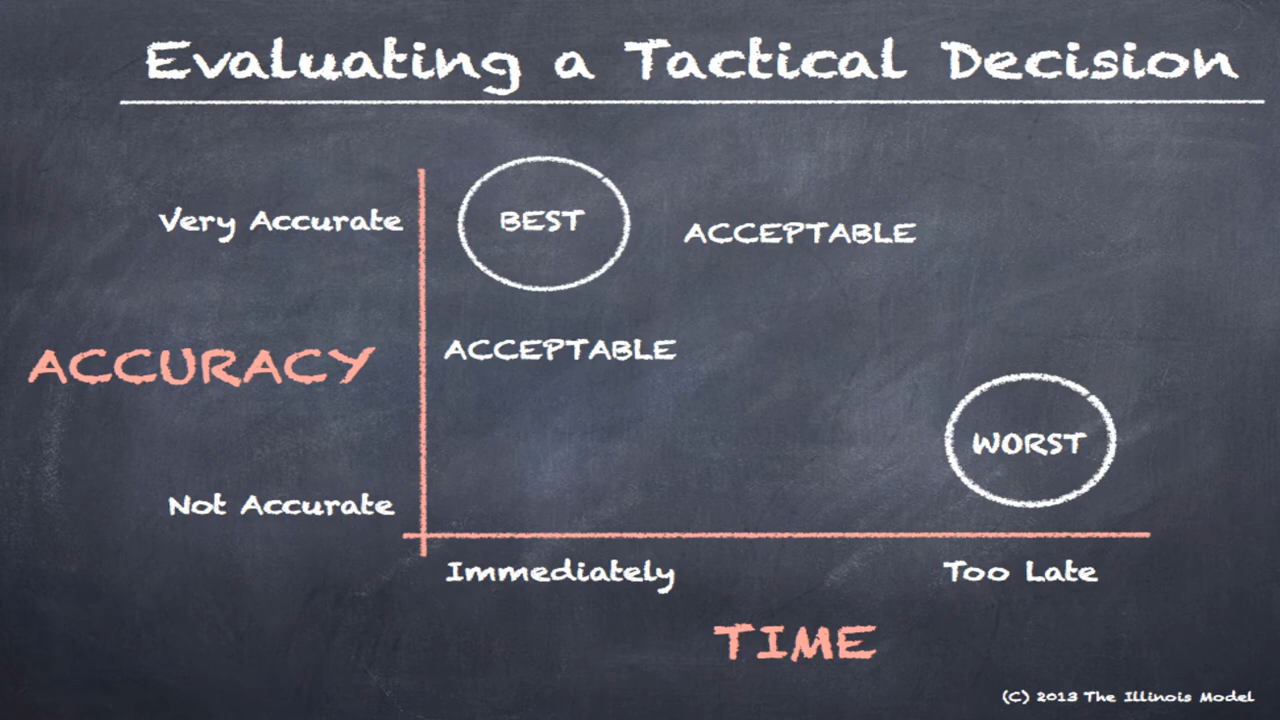 Evaluating a Tactical Decision
Very Accurate
BEST
ACCEPTABLE
ACCURACY
ACCEPTABLE
WORST
Not Accurate
Immediately
Too Late
TIME
(C) 2013 The Illinois Model